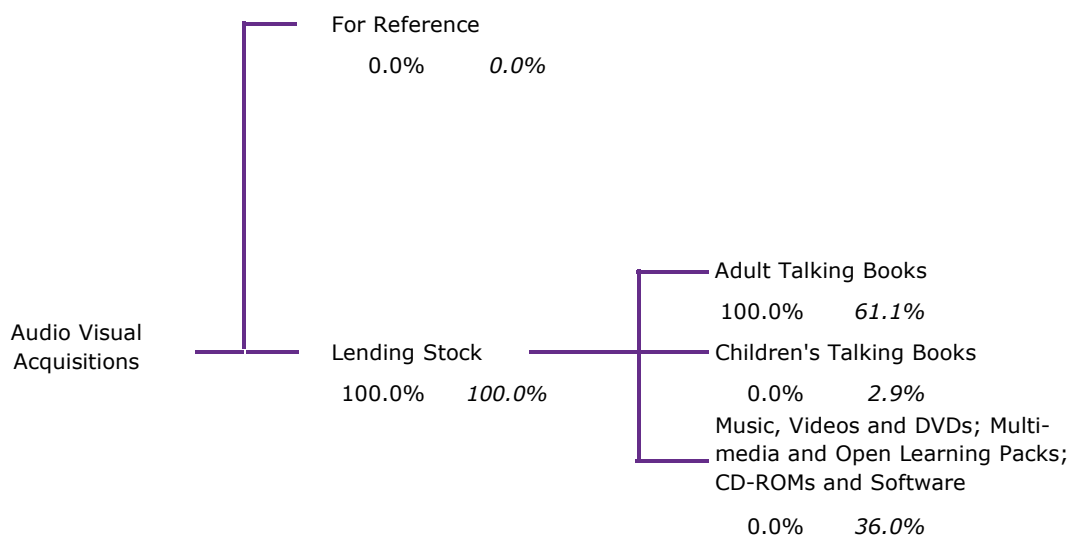 For Reference
0.0% 0.0%
Adult Talking Books
100.0% 61.1%
Audio Visual
Acquisitions
Lending Stock
100.0% 100.0%
Children's Talking Books
0.0% 2.9%
Music, Videos and DVDs; Multi-
media and Open Learning Packs;
CD-ROMs and Software
0.0% 36.0%